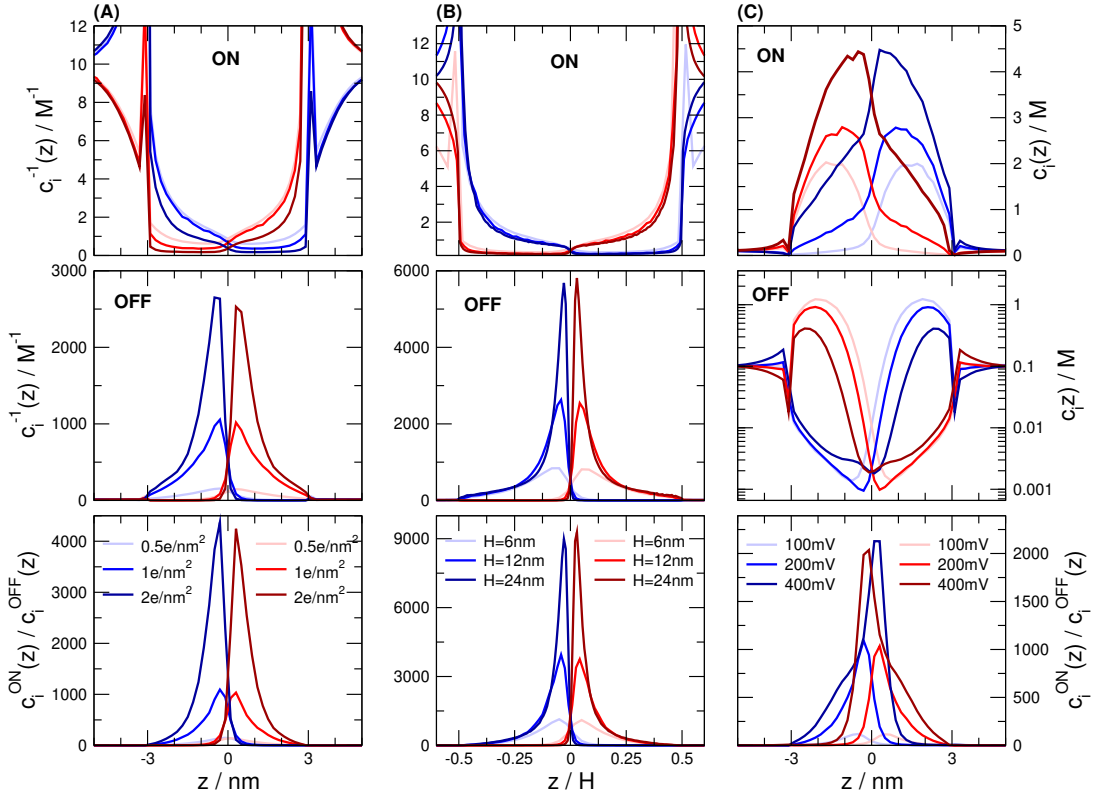 (A)
(B)
(C)
ON
ON
ON
12
10
8
6
4
2
0
c_i^-1(z) / M^-1
12
10
8
6
4
2
5
4
3
2
1
0
c_i(z) / M
OFF
OFF
OFF
3000
2000
1000
0
c_i^-1(z) / M^-1
6000
4000
2000
0
1
0.1
0.01
0.001
c_iz) / M
4000
3000
2000
1000
0
c_i^ON(z) / c_i^OFF(z)
0.5e/nm^2
0.5e/nm^2
1e/nm^2
1e/nm^2
2e/nm^2
2e/nm^2
9000
6000
3000
0
H=6nm
H=6nm
H=12nm
H=12nm
H=24nm
H=24nm
100mV
100mV
200mV
200mV
400mV
400mV
2000
1500
1000
500
0
c_i^ON(z) / c_i^OFF(z)
-3 0 3
-0.5 -0.25 0 0.25 0.5
-3 0 3
z / nm
z / H
z / nm